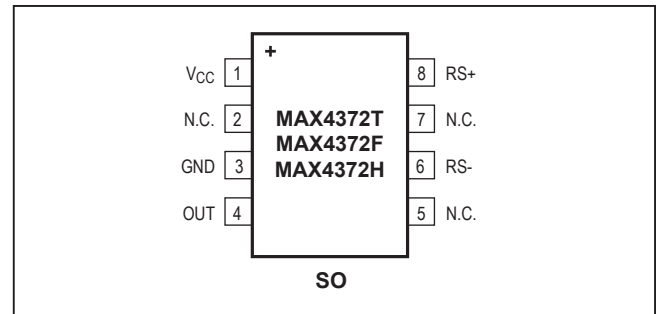 +
VCC 1
8 RS+
N.C. 2
MAX4372T
7 N.C.
MAX4372F
GND 3
MAX4372H
6 RS-
OUT 4
5 N.C.
SO